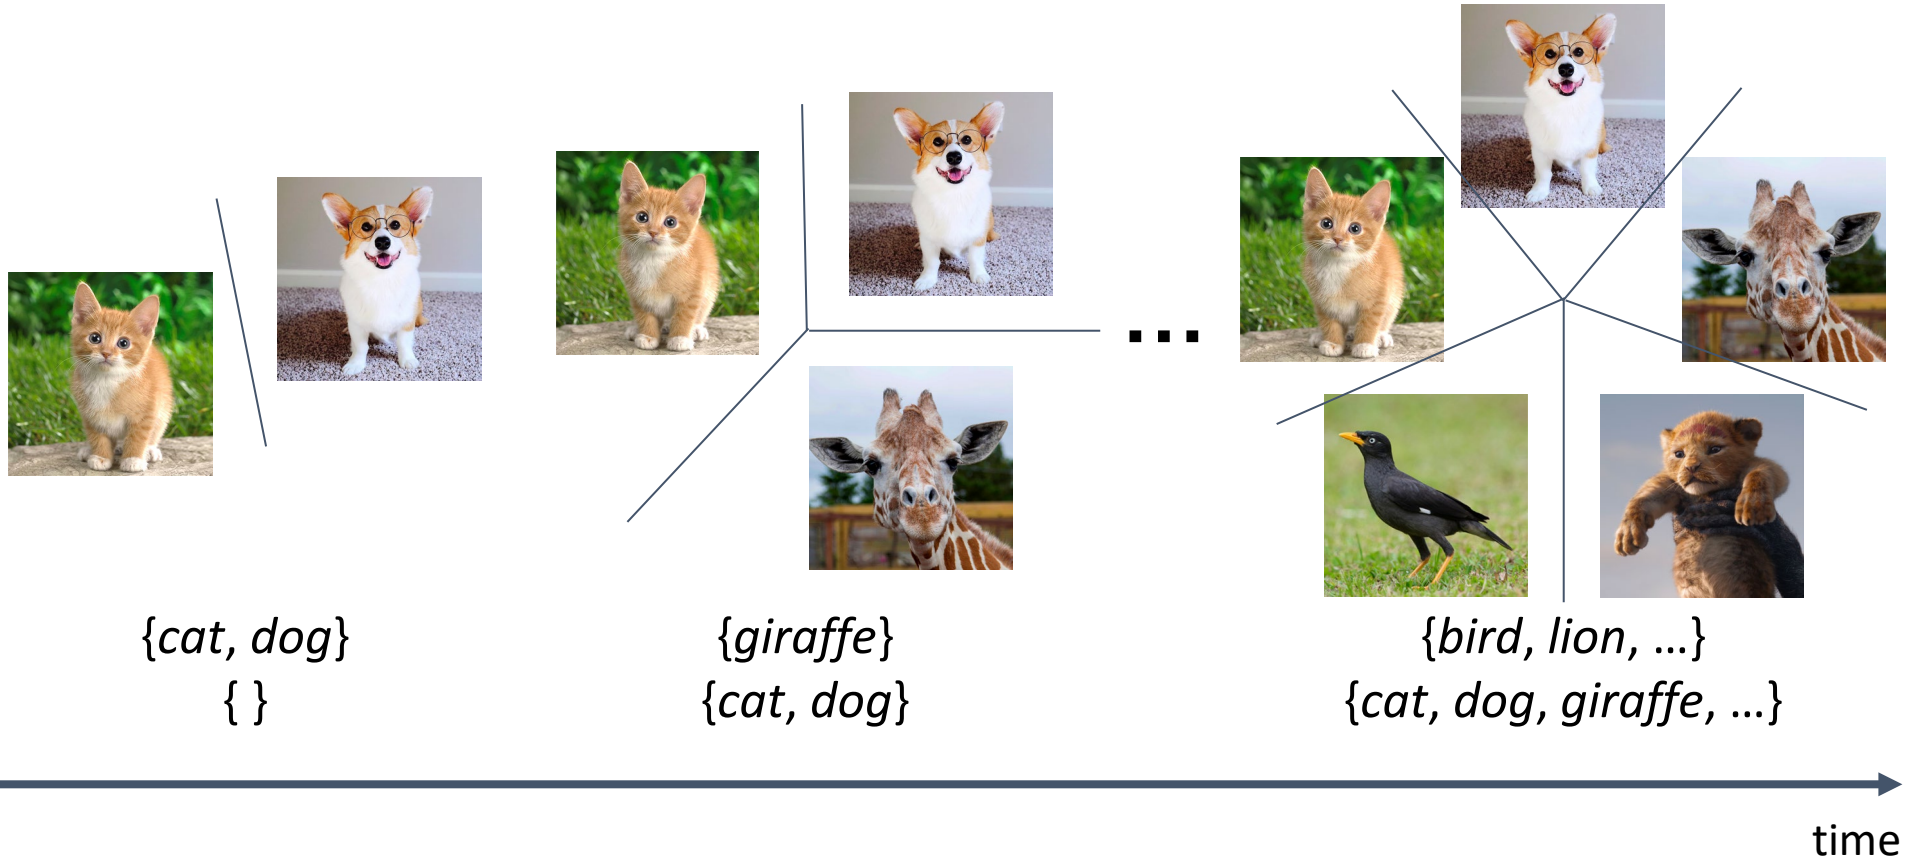 {cat, dog}
{ }
{giraffe}
{cat, dog}
...
{bird, lion, ...}
{cat, dog, giraffe, ...}
time